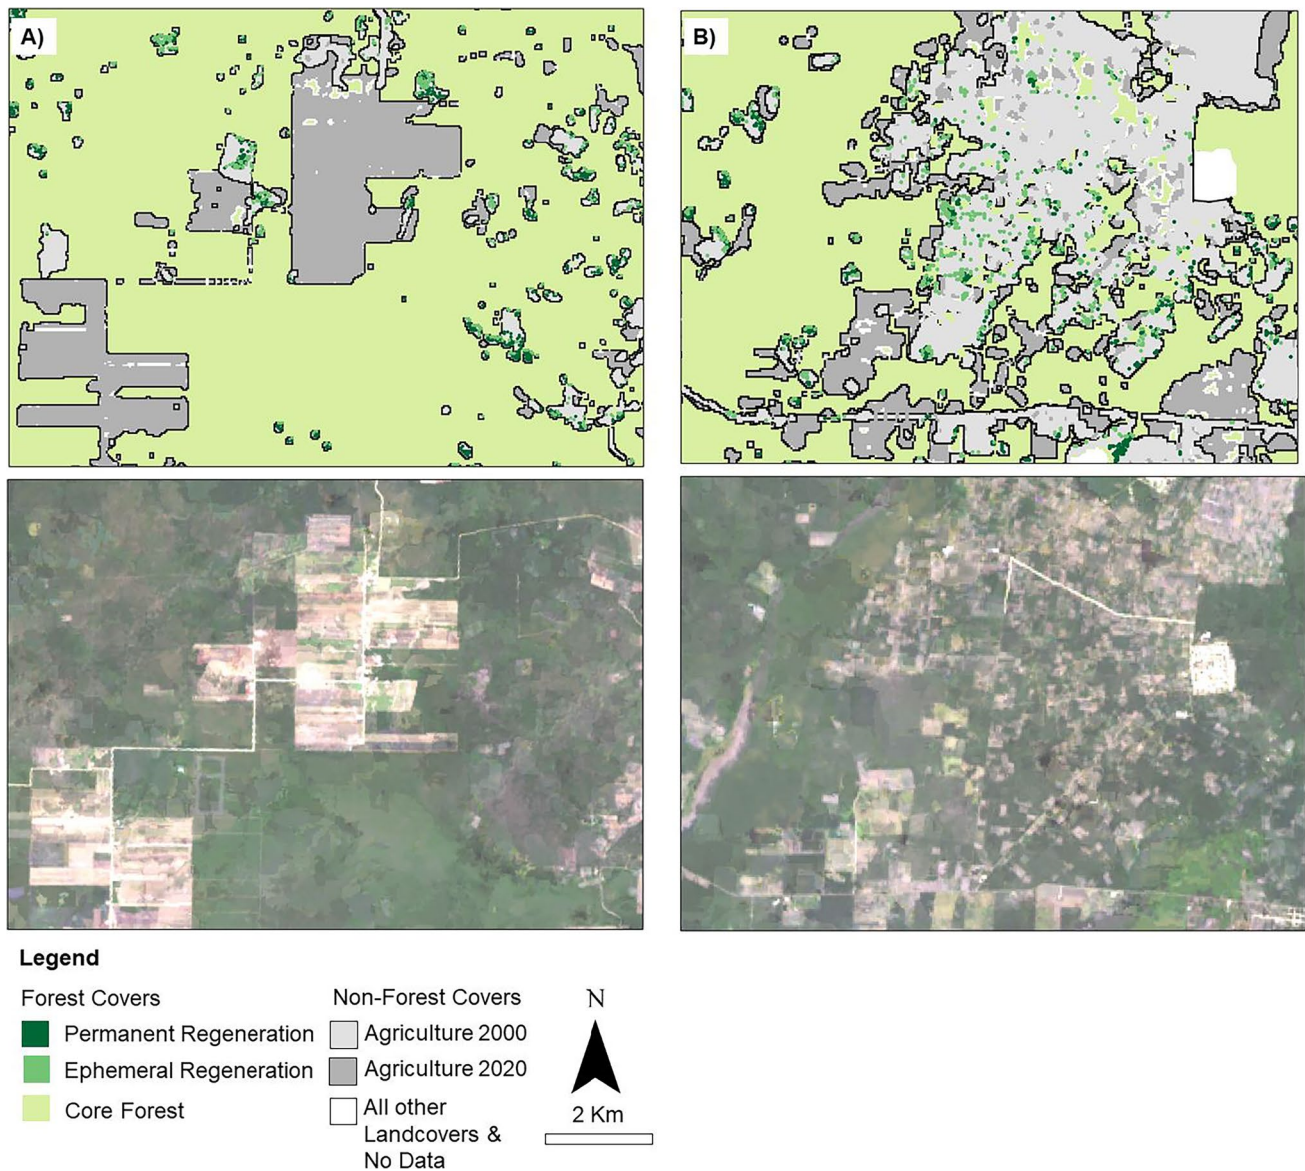 A)
B)
Legend
Forest Covers
Permanent Regeneration
Ephemeral Regeneration
Core Forest
Non-Forest Covers
Agriculture 2000
Agriculture 2020
All other
Landcovers &
No Data
N
2 Km